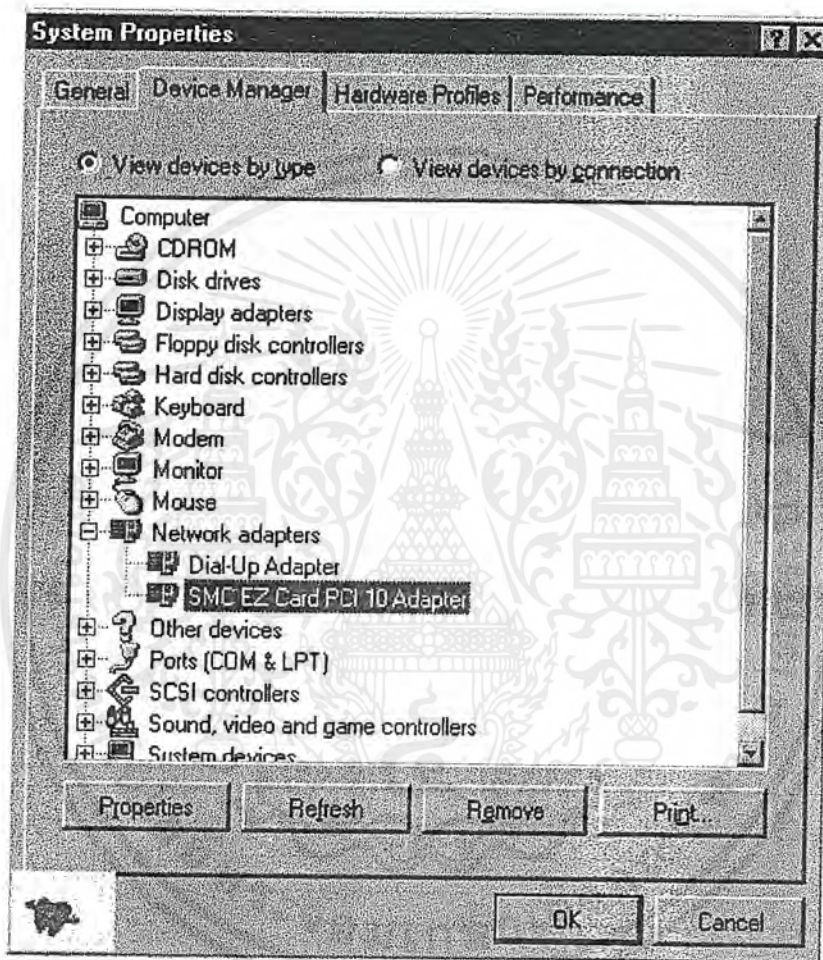 System Properties
General Device Manager Hardware Profiles Performance
View devices by type View devices by connection
Computer
CDROM
Disk drives
Display adapters
Floppy disk controllers
Hard disk controllers
Keyboard
Modem
Monitor
Mouse
Network adapters
Dial-Up Adapter
SMC EZ Card PCI 10 Adapter
Other devices
Ports (COM & LPT)
SCSI controllers
Sound, video and game controllers
System devices
Properties Refresh Remove Print...
OK Cancel